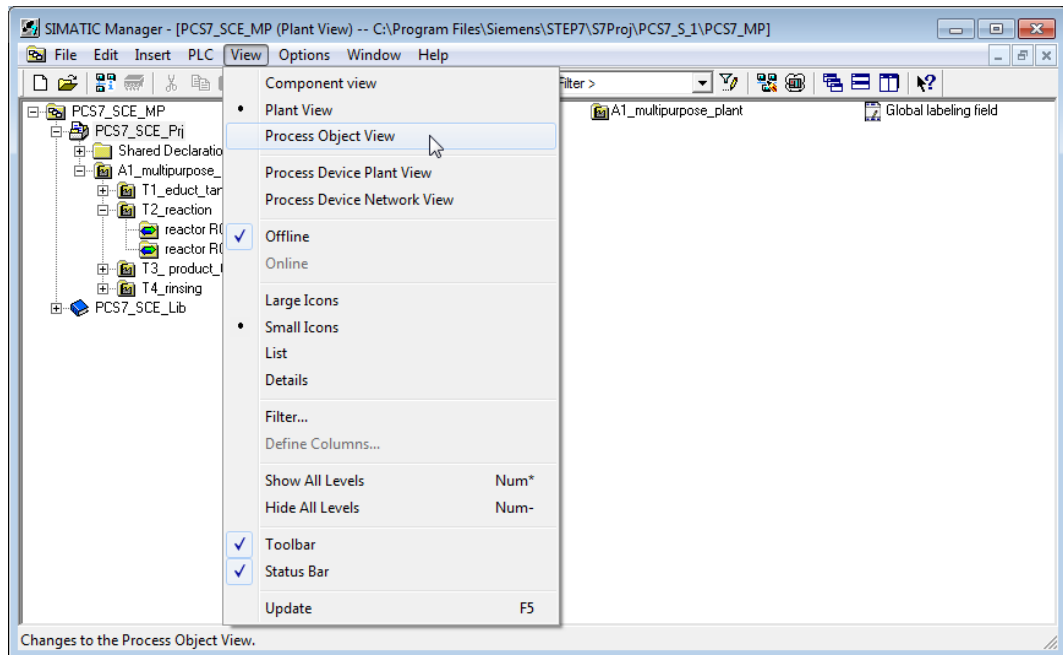 SIMATIC Manager - [PCS7_SCE_MP (Plant View) -- C:\Program Files\Siemens\STEP7\S7Proj\PCS7_S_1\PCS7_MP]
File Edit Insert PLC View Options Window Help
Filter >
Component view
Plant View
Process Object View
Process Device Plant View
Process Device Network View
Offline
Online
Large Icons
Small Icons
List
Details
Filter...
Define Columns...
Show All Levels Num*
Hide All Levels Num-
Toolbar
Status Bar
Update F5
PCS7_SCE_MP
PCS7_SCE_Prj
Shared Declaratio
A1_multipurpose_
T1_educt_tar
T2_reaction
reactor R0
reactor R0
T3_ product_
T4_rinsing
PCS7_SCE_Lib
A1_multipurpose_plant
Global labeling field
Changes to the Process Object View.